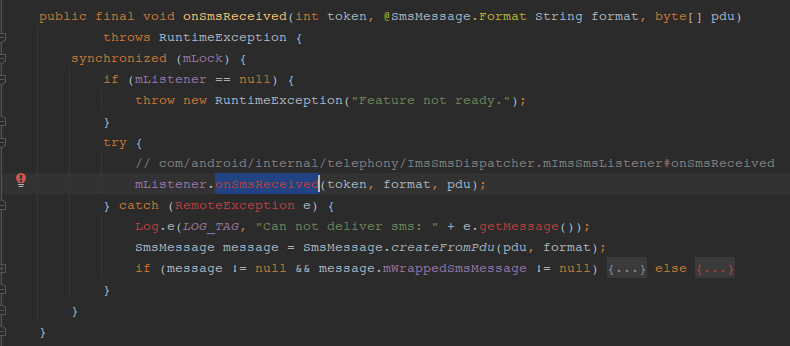 public final void onSmsReceived(int token, @SmsMessage.Format String format, byte[] pdu)
        throws RuntimeException {
    synchronized (mLock) {
        if (mListener == null) {
            throw new RuntimeException("Feature not ready.");
        }
        try {
            // com/android/internal/telephony/ImsSmsDispatcher.mImsSmsListener#onSmsReceived
            mListener.onSmsReceived(token, format, pdu);
        } catch (RemoteException e) {
            Log.e(LOG_TAG, "Can not deliver sms: " + e.getMessage());
            SmsMessage message = SmsMessage.createFromPdu(pdu, format);
            if (message != null && message.mWrappedSmsMessage != null) {...} else {...}
        }
    }
}